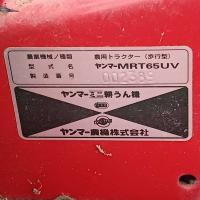 農業機械ノ種類 農用トラクター（歩行型）
型式名 ヤンマーMRT65UV
製造番号 002389
ヤンマーミニ耕うん機
ヤンマー農機株式会社